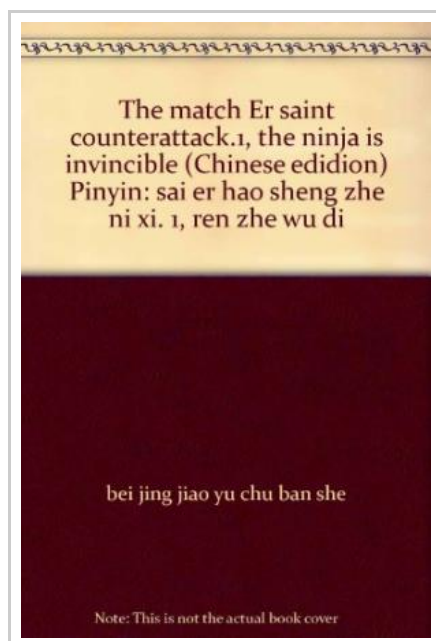 The match Er saint
counterattack.1, the ninja is
invincible (Chinese edidion)
Pinyin: sai er hao sheng zhe
ni xi. 1, ren zhe wu di
bei jing jiao yu chu ban she
Note: This is not the actual book cover